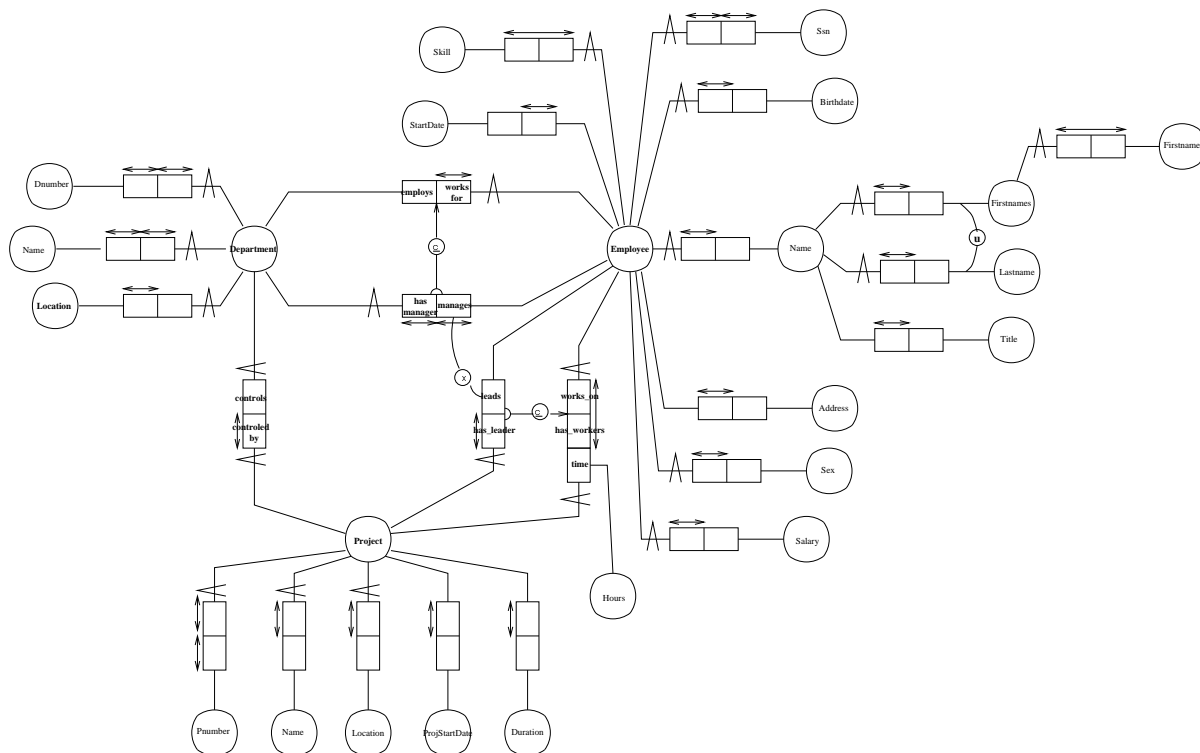 Ssn
Skill
Birthdate
StartDate
Firstname
Dnumber
employs
works
for
Firstnames
Name
Department
C
Employee
Name
u
Lastname
Location
has
manager
manages
Title
x
controls
leads
works_on
Address
C
controled
by
has_leader
has_workers
time
Sex
Project
Salary
Hours
Pnumber
Name
Location
ProjStartDate
Duration